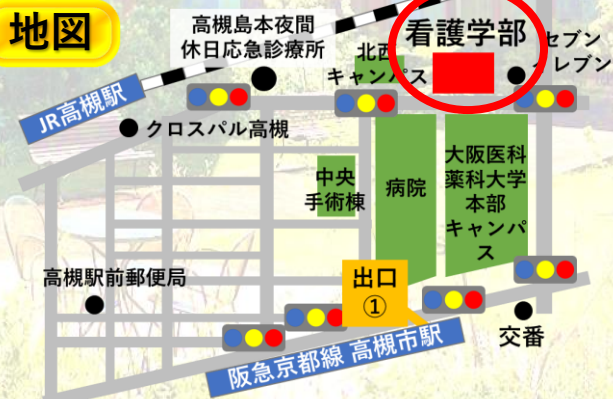 地図
高槻島本夜間
休日応急診療所
看護学部
セブン
イレブン
北西
キャンパス
JR高槻駅
クロスパル高槻
中央
手術棟
病院
大阪医科
薬科大学
本部
キャンパ
ス
高槻駅前郵便局
出口
①
交番
阪急京都線 高槻市駅